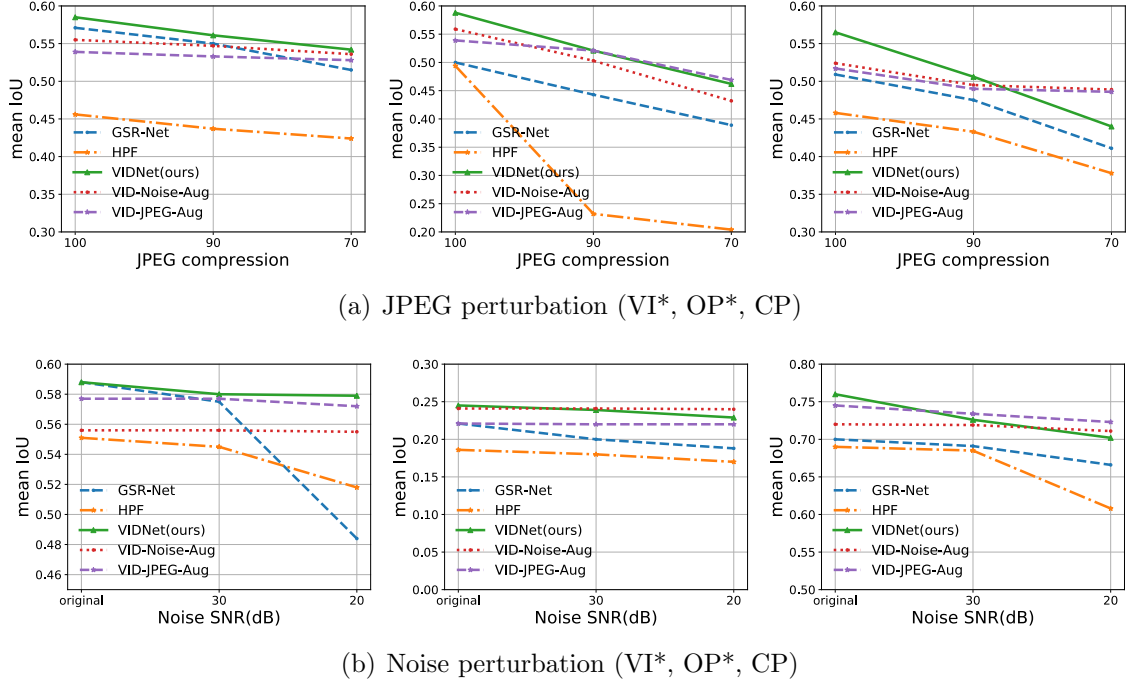 mean IoU
0.55
0.50
0.45
0.40
0.35
0.30
GSR-Net
HPF
VIDNet(ours)
VID-Noise-Aug
VID-JPEG-Aug
100
90
70
JPEG compression
mean IoU
0.60
0.55
0.50
0.45
0.40
0.35
0.30
0.25
0.20
GSR-Net
HPF
VIDNet(ours)
VID-Noise-Aug
VID-JPEG-Aug
100
90
70
JPEG compression
mean IoU
0.60
0.55
0.50
0.45
0.40
0.35
0.30
GSR-Net
HPF
VIDNet(ours)
VID-Noise-Aug
VID-JPEG-Aug
100
90
70
JPEG compression
(a) JPEG perturbation (VI*, OP*, CP)
mean IoU
0.60
0.58
0.56
0.54
0.52
0.50
0.48
0.46
GSR-Net
HPF
VIDNet(ours)
VID-Noise-Aug
VID-JPEG-Aug
original
30
20
Noise SNR(dB)
mean IoU
0.30
0.25
0.20
0.15
0.10
0.05
0.00
GSR-Net
HPF
VIDNet(ours)
VID-Noise-Aug
VID-JPEG-Aug
original
30
20
Noise SNR(dB)
mean IoU
0.75
0.70
0.65
0.60
0.55
0.50
GSR-Net
HPF
VIDNet(ours)
VID-Noise-Aug
VID-JPEG-Aug
original
30
20
Noise SNR(dB)
(b) Noise perturbation (VI*, OP*, CP)